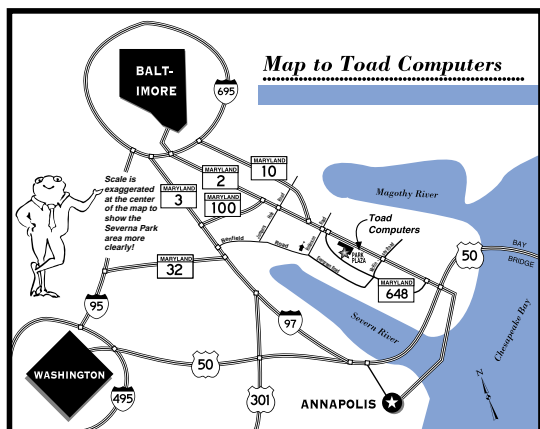 Map to Toad Computers
BALT-
IMORE
695
MARYLAND
10
MARYLAND
2
MARYLAND
3
MARYLAND
100
Scale is
exaggerated
at the center
of the map to
show the
Severna Park
area more
clearly!
Magothy River
Toad
Computers
Benfield
Road
PARK
PLAZA
MARYLAND
32
MARYLAND
648
50
BAY
BRIDGE
95
97
Severn River
Chesapeake Bay
WASHINGTON
50
495
301
ANNAPOLIS
N